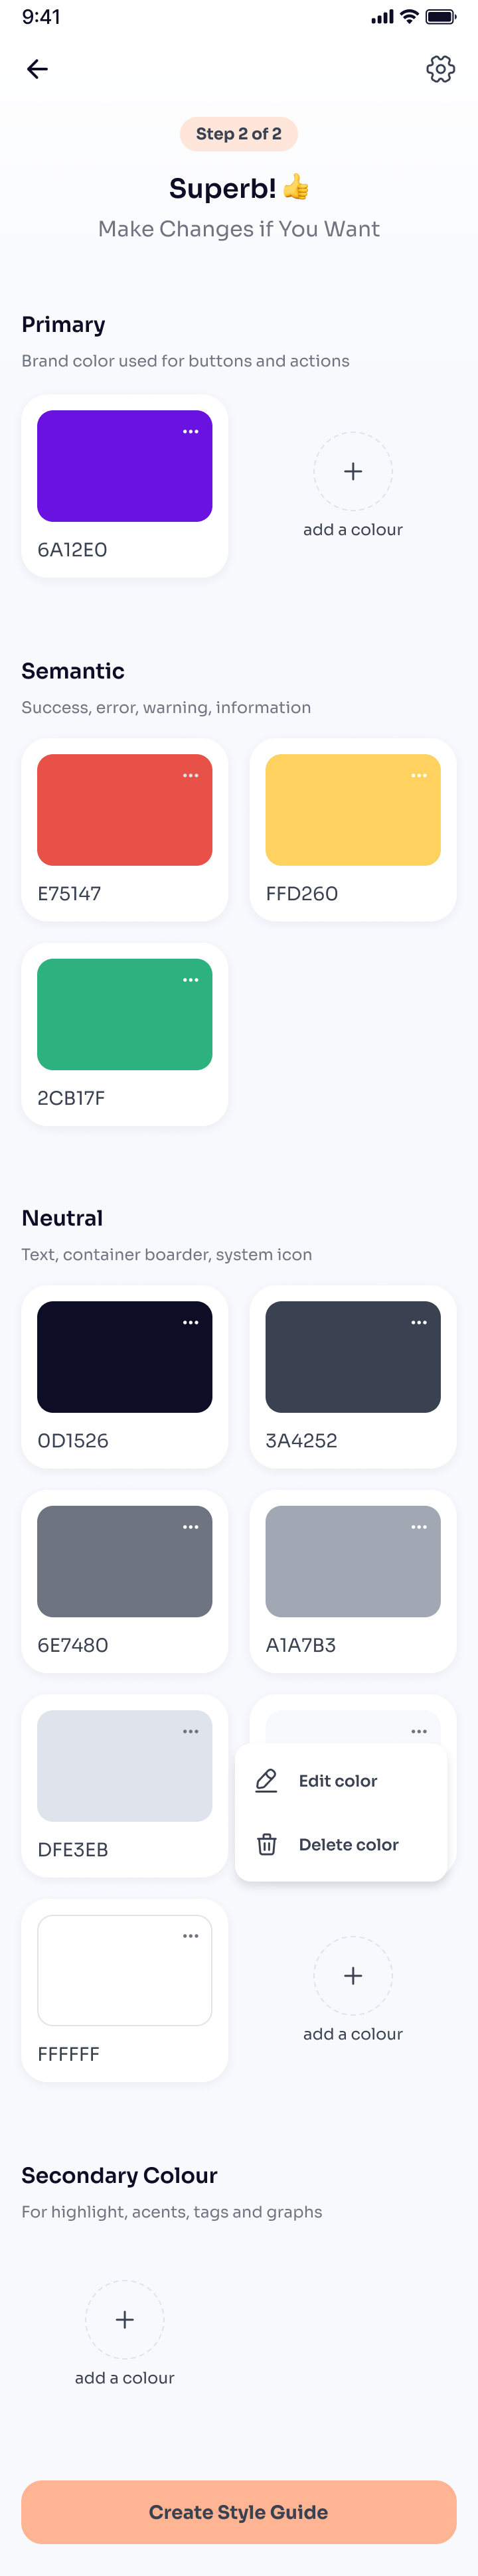 9:41
Step 2 of 2
Superb! 👍
Make Changes if You Want
Primary
Brand color used for buttons and actions
6A12E0
add a colour
Semantic
Success, error, warning, information
E75147
FFD260
2CB17F
Neutral
Text, container boarder, system icon
0D1526
3A4252
6E7480
A1A7B3
DFE3EB
Edit color
Delete color
FFFFFF
add a colour
Secondary Colour
For highlight, acents, tags and graphs
add a colour
Create Style Guide